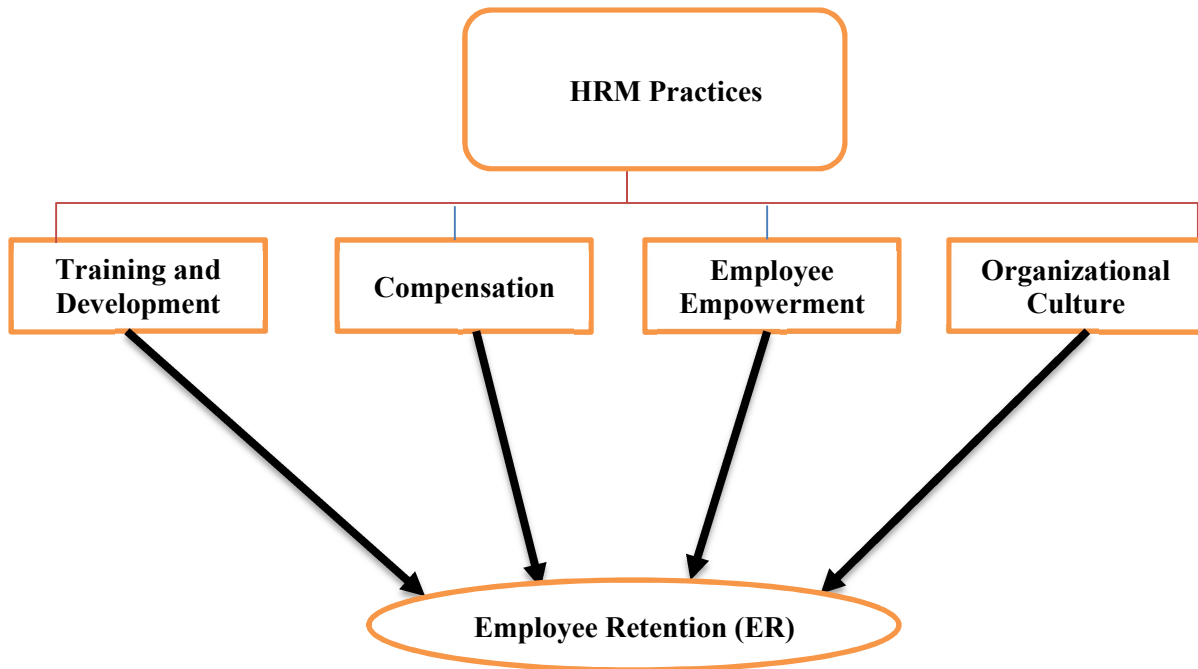 HRM Practices
Training and
Development
Compensation
Employee
Empowerment
Organizational
Culture
Employee Retention (ER)